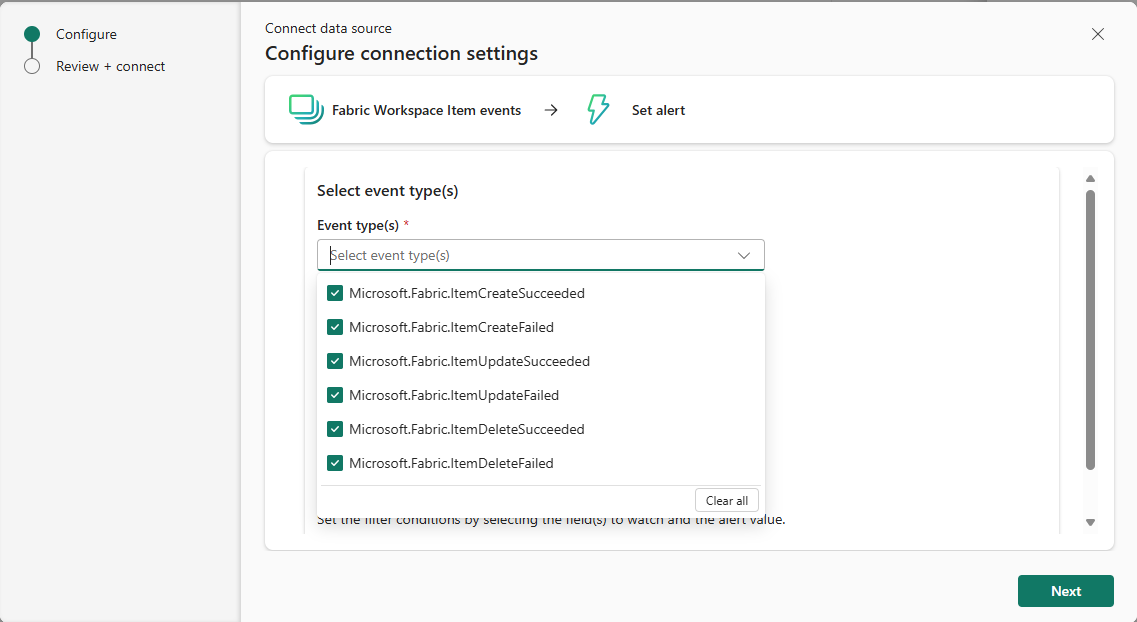 Configure
Review + connect
Connect data source
Configure connection settings
Fabric Workspace Item events
Set alert
Select event type(s)
Event type(s) *
Select event type(s)
Microsoft.Fabric.ItemCreateSucceeded
Microsoft.Fabric.ItemCreateFailed
Microsoft.Fabric.ItemUpdateSucceeded
Microsoft.Fabric.ItemUpdateFailed
Microsoft.Fabric.ItemDeleteSucceeded
Microsoft.Fabric.ItemDeleteFailed
Clear all
Set the filter conditions by selecting the field(s) to watch and the alert value.
Next